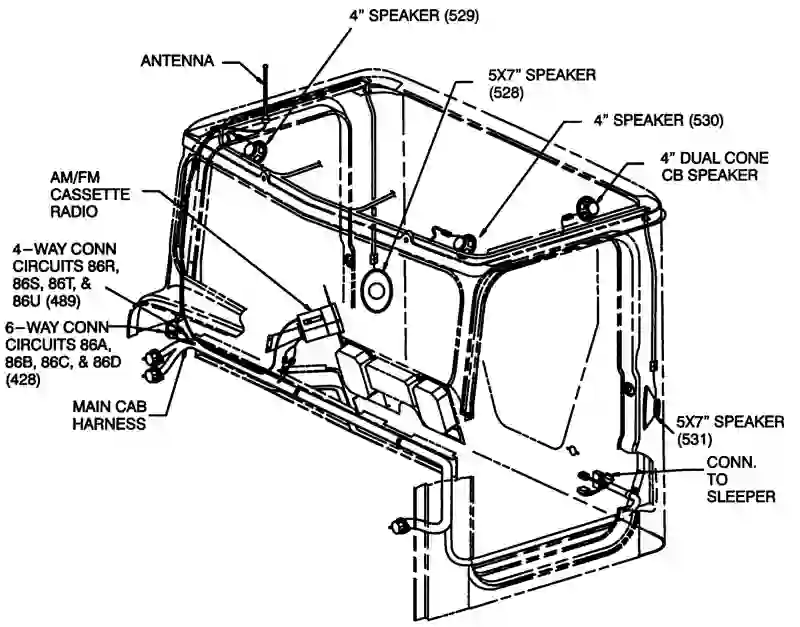 4” SPEAKER (529)
ANTENNA
5X7” SPEAKER
(528)
4” SPEAKER (530)
4” DUAL CONE
CB SPEAKER
AM/FM
CASSETTE
RADIO
4–WAY CONN
CIRCUITS 86R,
86S, 86T, &
86U (489)
6–WAY CONN
CIRCUITS 86A,
86B, 86C, & 86D
(428)
MAIN CAB
HARNESS
5X7” SPEAKER
(531)
CONN.
TO
SLEEPER